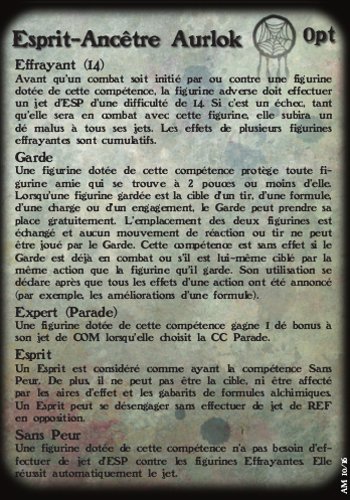 Esprit-Ancêtre Aurlok
0pt
Effrayant (14)
Avant qu'un combat soit initié par ou contre une figurine
dotée de cette compétence, la figurine adverse doit effectuer
un jet d'ESP d'une difficulté de 14. Si c'est un échec, tant
qu'elle sera en combat avec cette figurine, elle subira un
dé malus à tous ses jets. Les effets de plusieurs figurines
effrayantes sont cumulatifs.
Garde
Une figurine dotée de cette compétence protège toute fi-
gurine amie qui se trouve à 2 pouces ou moins d'elle.
Lorsqu'une figurine gardée est la cible d'un tir, d'une formule,
d'une charge ou d'un engagement, le Garde peut prendre sa
place gratuitement. L'emplacement des deux figurines est
échangé et aucun mouvement de réaction ou tir ne peut
être joué par le Garde. Cette compétence est sans effet si le
Garde est déjà en combat ou s'il est lui-même ciblé par la
même action que la figurine qu'il garde. Son utilisation se
déclare après que tous les effets d'une action ont été annoncé
(par exemple, les améliorations d'une formule).
Expert (Parade)
Une figurine dotée de cette compétence gagne 1 dé bonus à
son jet de COM lorsqu'elle choisit la CC Parade.
Esprit
Un Esprit est considéré comme ayant la compétence Sans
Peur. De plus, il ne peut pas être la cible, ni être affecté
par les aires d'effet et les gabarits de formules alchimiques.
Un Esprit peut se désengager sans effectuer de jet de REF
en opposition.
Sans Peur
Une figurine dotée de cette compétence n'a pas besoin d'ef-
fectuer de jet d'ESP contre les figurines Effrayantes. Elle
réussit automatiquement le jet.
AM 10/15